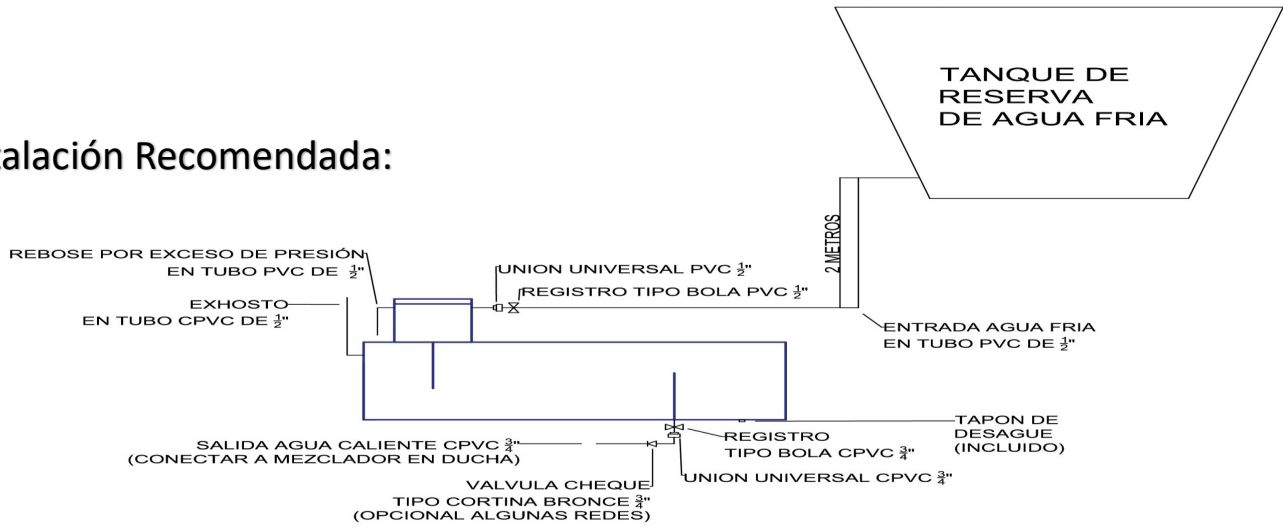 TANQUE DE
RESERVA
DE AGUA FRIA
talación Recomendada:
2 METROS
REBOSE POR EXCESO DE PRESIÓN
EN TUBO PVC DE ½"
UNION UNIVERSAL PVC ½"
REGISTRO TIPO BOLA PVC ½"
EXHOSTO
EN TUBO CPVC DE ½"
ENTRADA AGUA FRIA
EN TUBO PVC DE ½"
TAPON DE
DESAGUE
(INCLUIDO)
SALIDA AGUA CALIENTE CPVC ¾"
(CONECTAR A MEZCLADOR EN DUCHA)
REGISTRO
TIPO BOLA CPVC ¾"
UNION UNIVERSAL CPVC ¾"
VALVULA CHEQUE
TIPO CORTINA BRONCE ¾"
(OPCIONAL ALGUNAS REDES)